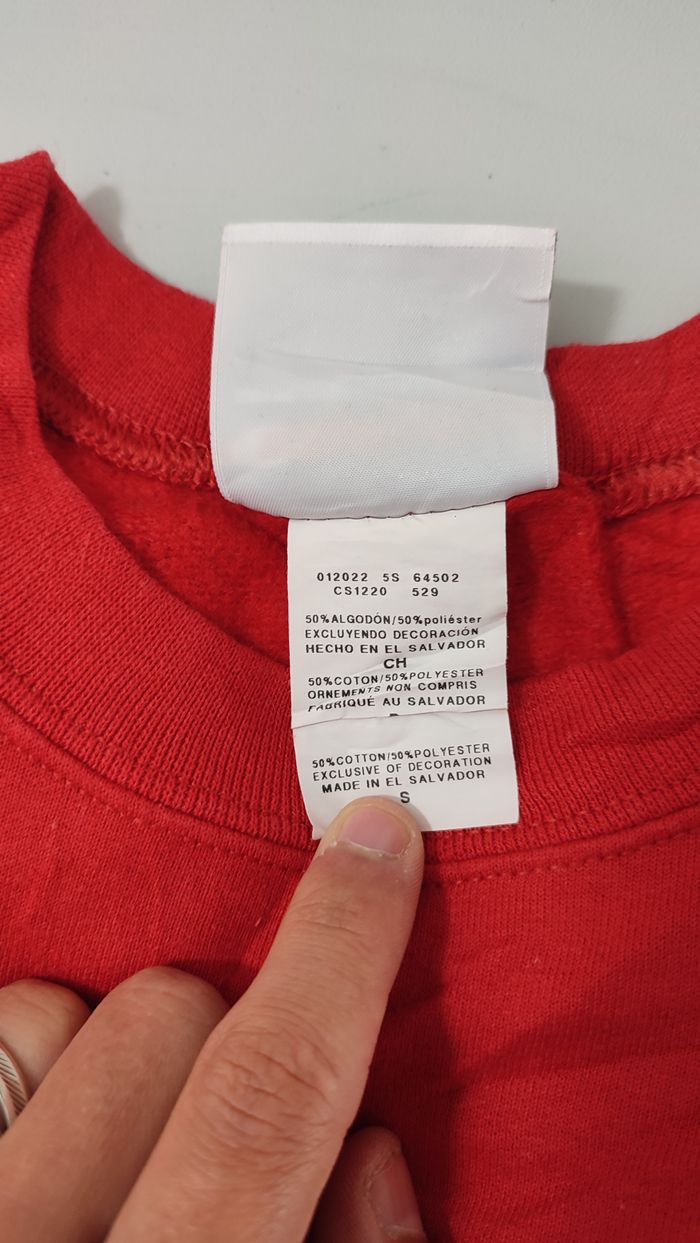 012022 5S 64502
CS1220 529
50%ALGODÓN/50%poliéster
EXCLUYENDO DECORACIÓN
HECHO EN EL SALVADOR
CH
50%COTON/50%POLYESTER
ORNEMENTS NON COMPRIS
FABRIQUÉ AU SALVADOR
50%COTTON/50%POLYESTER
EXCLUSIVE OF DECORATION
MADE IN EL SALVADOR
S